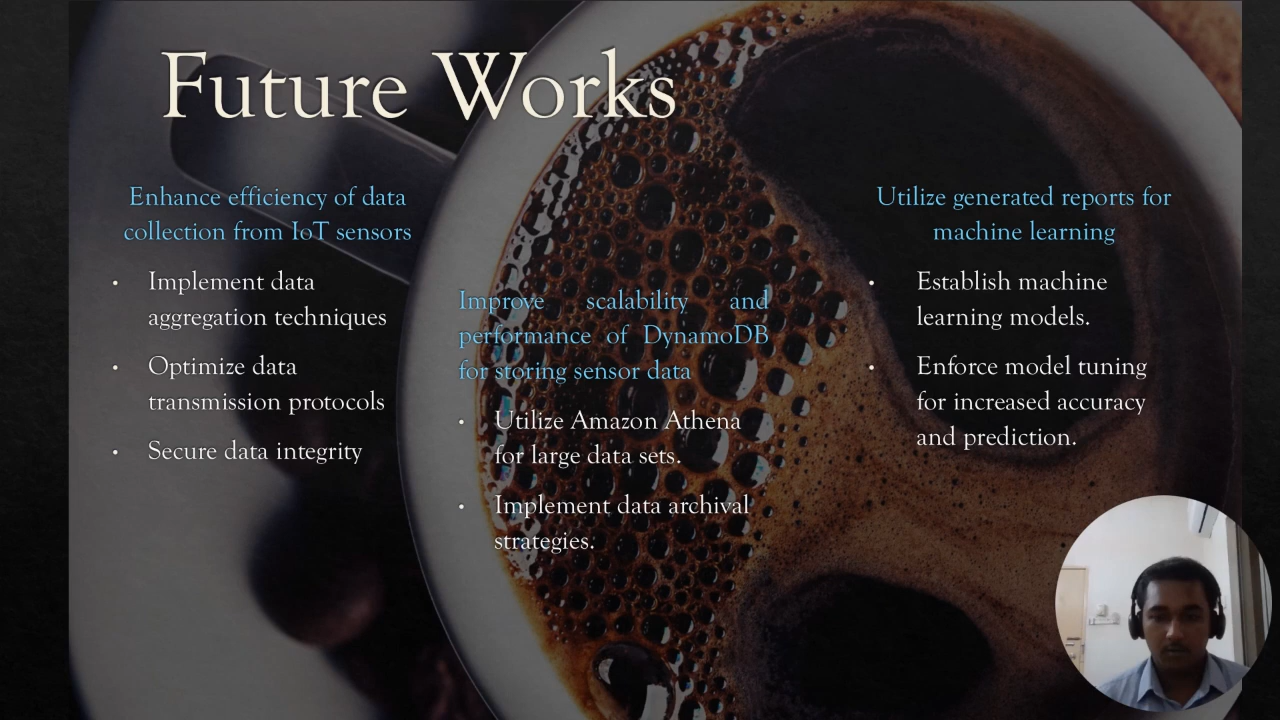 Future Works
Enhance efficiency of data
collection from IoT sensors
• Implement data
aggregation techniques
• Optimize data
transmission protocols
• Secure data integrity
Improve scalability and
performance of DynamoDB
for storing sensor data
• Utilize Amazon Athena
for large data sets.
• Implement data archival
strategies.
Utilize generated reports for
machine learning
• Establish machine
learning models.
• Enforce model tuning
for increased accuracy
and prediction.